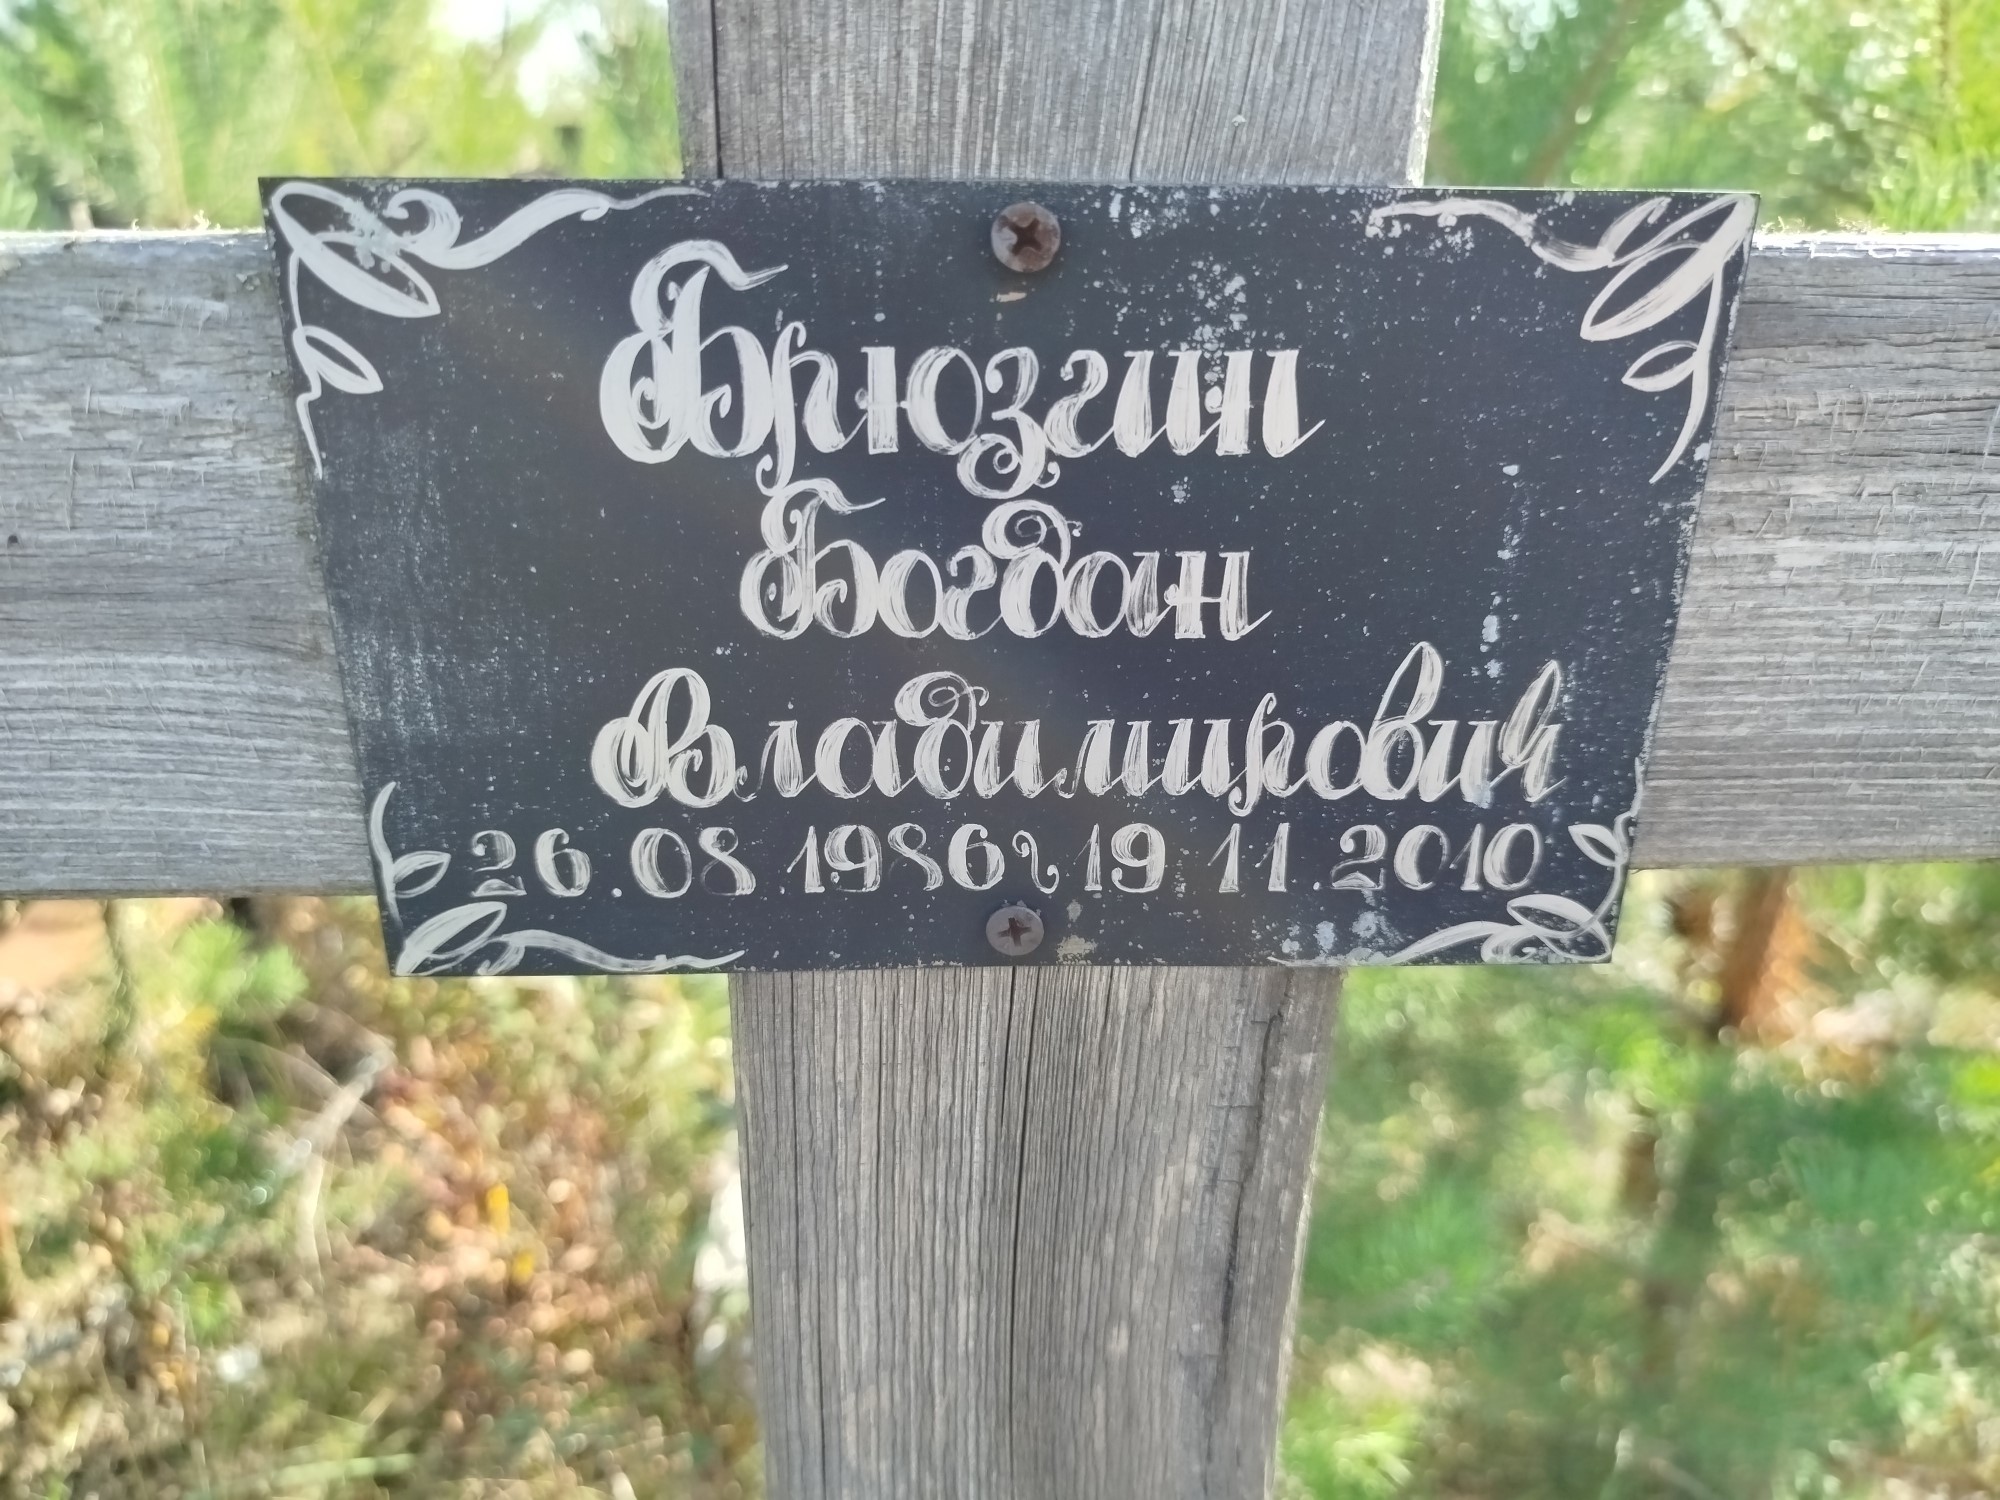 Брюзгин
Богдан
Владимирович
26.08.1986 ~ 19.11.2010